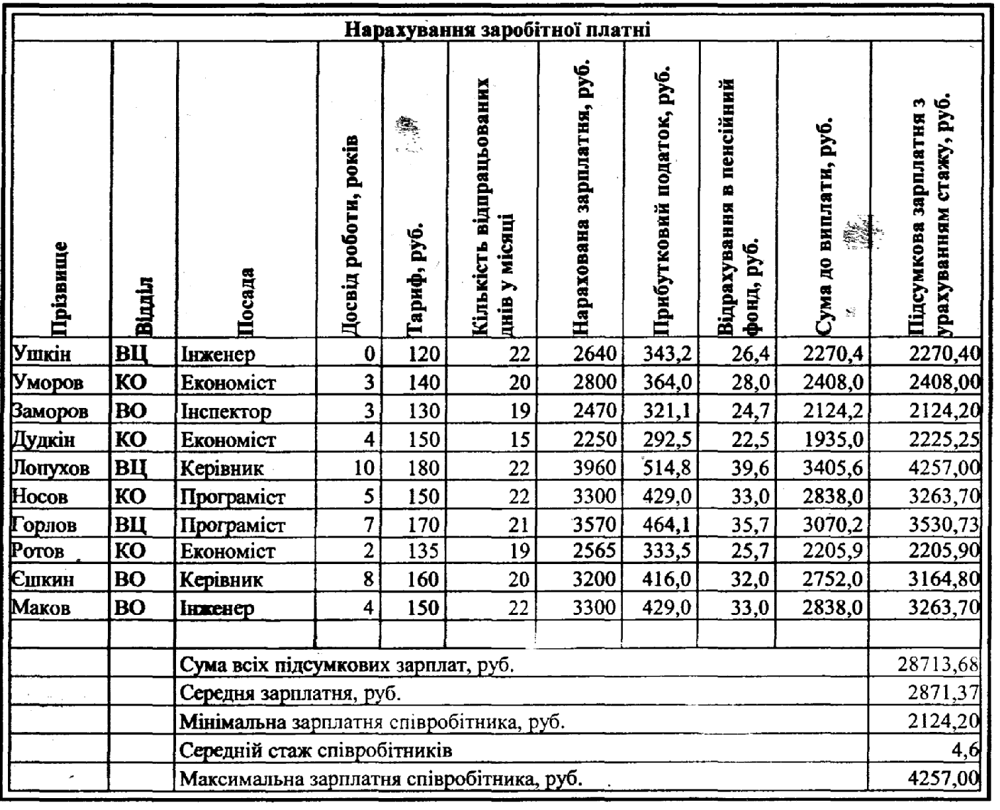 Нарахування заробітної платні
Прізвище Відділ Посада Досвід роботи, років Тариф, руб. Кількість відпрацьованих днів у місяці Нарахована зарплатня, руб. Прибутковий податок, руб. Відрахування в пенсійний фонд, руб. Сума до виплати, руб. Підсумкова зарплатня з урахуванням стажу, руб.
Ушкін ВЦ Інженер 0 120 22 2640 343,2 26,4 2270,4 2270,40
Уморов КО Економіст 3 140 20 2800 364,0 28,0 2408,0 2408,00
Заморов ВО Інспектор 3 130 19 2470 321,1 24,7 2124,2 2124,20
Дудкін КО Економіст 4 150 15 2250 292,5 22,5 1935,0 2225,25
Лопухов ВЦ Керівник 10 180 22 3960 514,8 39,6 3405,6 4257,00
Носов КО Програміст 5 150 22 3300 429,0 33,0 2838,0 3263,70
Горлов ВЦ Програміст 7 170 21 3570 464,1 35,7 3070,2 3530,73
Ротов КО Економіст 2 135 19 2565 333,5 25,7 2205,9 2205,90
Єшкин ВО Керівник 8 160 20 3200 416,0 32,0 2752,0 3164,80
Маков ВО Інженер 4 150 22 3300 429,0 33,0 2838,0 3263,70
Сума всіх підсумкових зарплат, руб. 28713,68
Середня зарплатня, руб. 2871,37
Мінімальна зарплатня співробітника, руб. 2124,20
Середній стаж співробітників 4,6
Максимальна зарплатня співробітника, руб. 4257,00